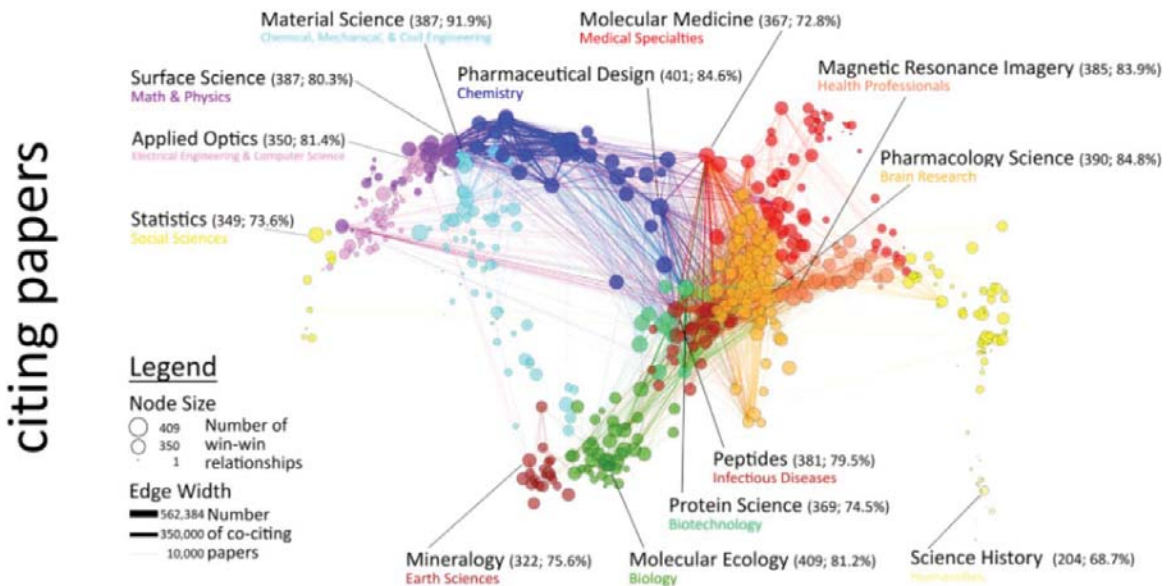 citing papers
Material Science (387; 91.9%)
Chemical, Mechanical, & Civil Engineering
Molecular Medicine (367; 72.8%)
Medical Specialties
Surface Science (387; 80.3%)
Math & Physics
Pharmaceutical Design (401; 84.6%)
Chemistry
Magnetic Resonance Imagery (385; 83.9%)
Health Professionals
Applied Optics (350; 81.4%)
Electrical Engineering & Computer Science
Pharmacology Science (390; 84.8%)
Brain Research
Statistics (349; 73.6%)
Social Sciences
Legend
Node Size
409 Number of
350 win-win
1 relationships
Edge Width
562,384 Number
350,000 of co-citing
10,000 papers
Peptides (381; 79.5%)
Infectious Diseases
Protein Science (369; 74.5%)
Biotechnology
Mineralogy (322; 75.6%)
Earth Sciences
Molecular Ecology (409; 81.2%)
Biology
Science History (204; 68.7%)
Humanities